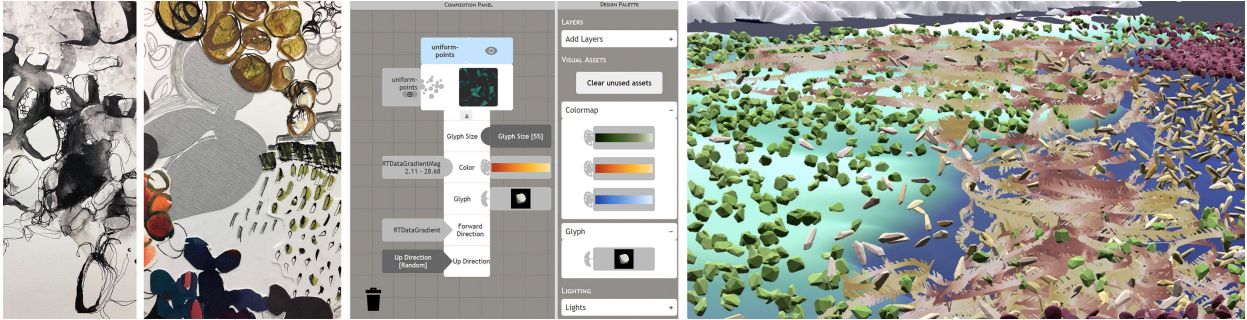 COMPOSITION PANEL
DESIGN PALETTE
uniform-
points
uniform-
points
A
Glyph Size
Glyph Size [5%]
RTDataGradientMag
2.11 - 28.68
Color
Glyph
RTDataGradient
Forward
Direction
Up Direction
[Random]
Up Direction
LAYERS
Add Layers
+
VISUAL ASSETS
Clear unused assets
Colormap
−
Glyph
−
LIGHTING
Lights
+